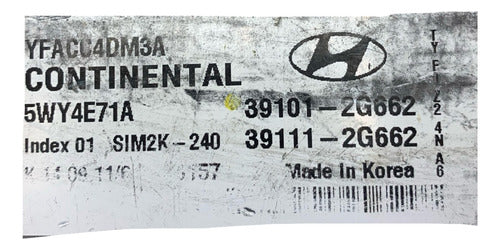 YFACC4DM3A
CONTINENTAL
5WY4E71A 39101-2G662
Index 01 SIM2K-240 39111-2G662
Made In Korea